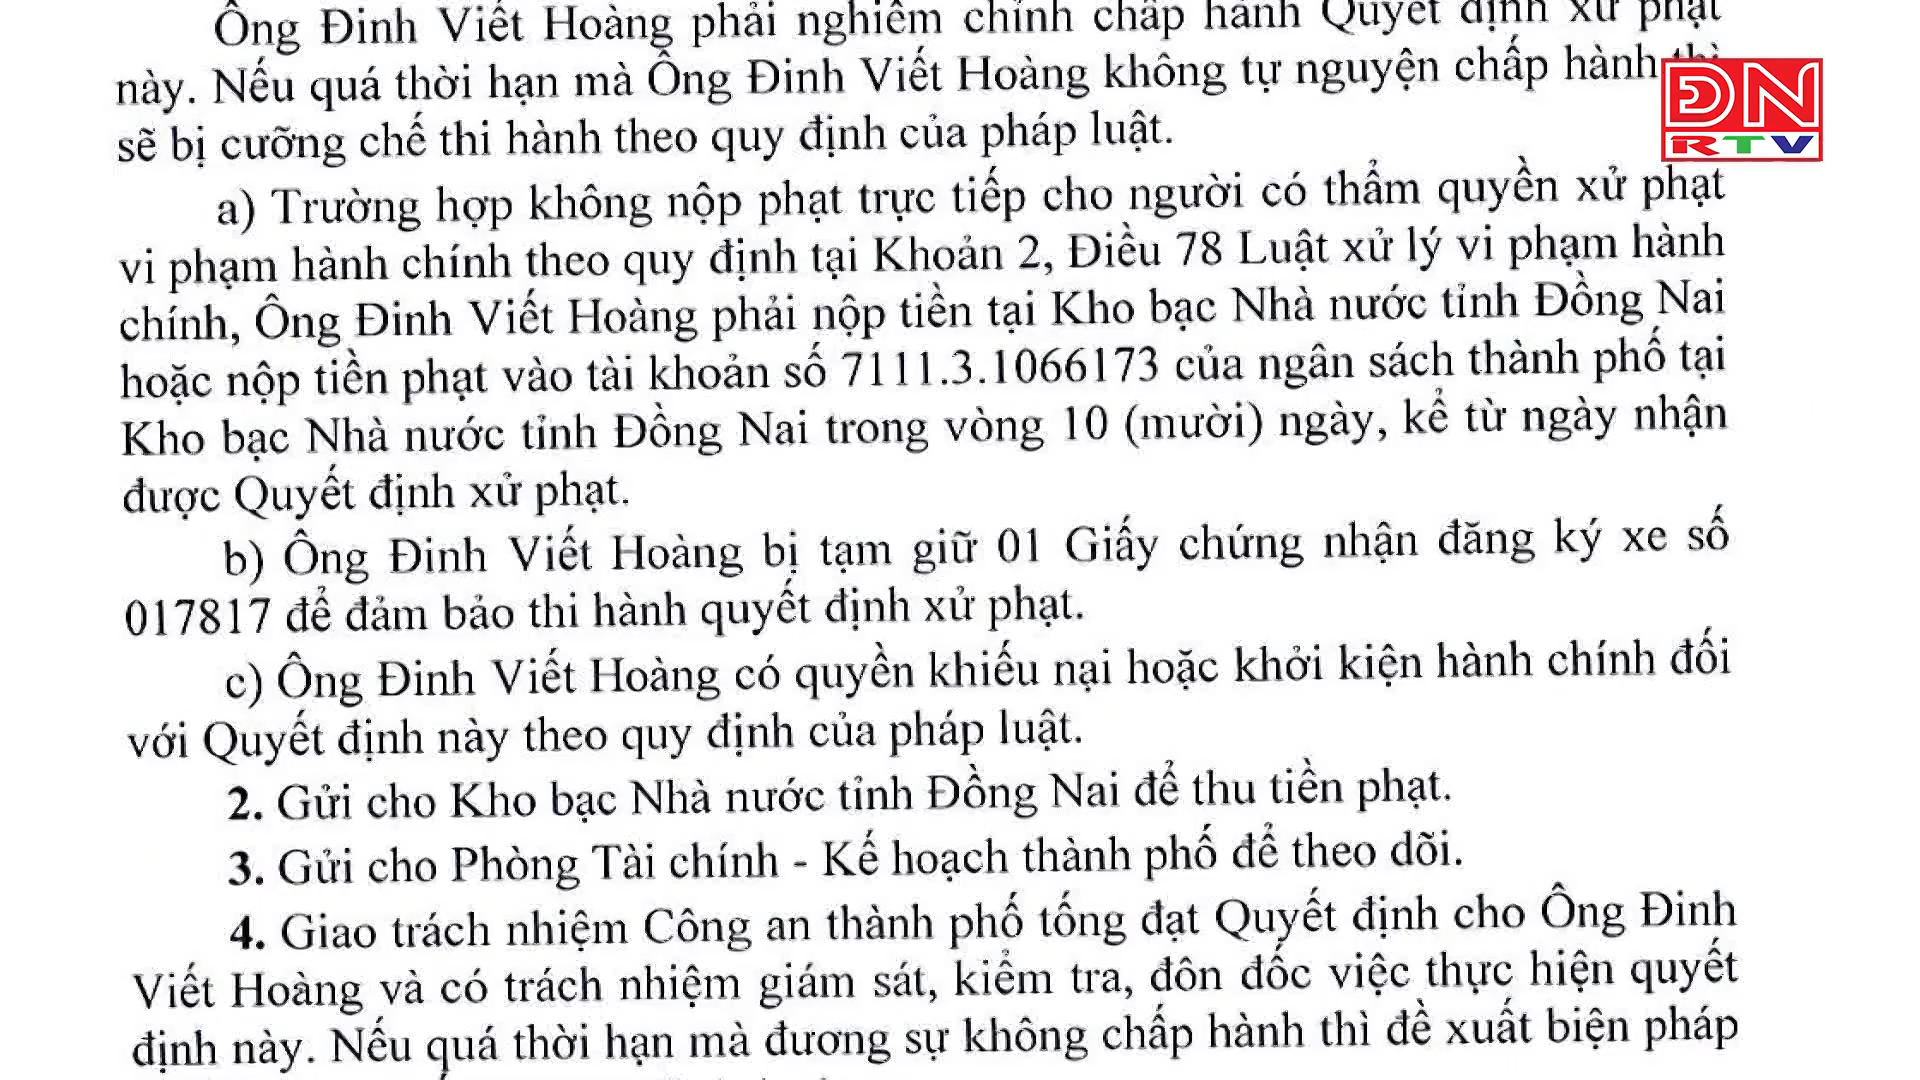 Ông Đinh Viết Hoàng phải nghiêm chỉnh chấp hành Quyết định xử phạt
này. Nếu quá thời hạn mà Ông Đinh Viết Hoàng không tự nguyện chấp hành thì
ĐN
RTV
sẽ bị cưỡng chế thi hành theo quy định của pháp luật.
a) Trường hợp không nộp phạt trực tiếp cho người có thẩm quyền xử phạt
vi phạm hành chính theo quy định tại Khoản 2, Điều 78 Luật xử lý vi phạm hành
chính, Ông Đinh Viết Hoàng phải nộp tiền tại Kho bạc Nhà nước tỉnh Đồng Nai
hoặc nộp tiền phạt vào tài khoản số 7111.3.1066173 của ngân sách thành phố tại
Kho bạc Nhà nước tỉnh Đồng Nai trong vòng 10 (mười) ngày, kể từ ngày nhận
được Quyết định xử phạt.
b) Ông Đinh Viết Hoàng bị tạm giữ 01 Giấy chứng nhận đăng ký xe số
017817 để đảm bảo thi hành quyết định xử phạt.
c) Ông Đinh Viết Hoàng có quyền khiếu nại hoặc khởi kiện hành chính đối
với Quyết định này theo quy định của pháp luật.
2. Gửi cho Kho bạc Nhà nước tỉnh Đồng Nai để thu tiền phạt.
3. Gửi cho Phòng Tài chính - Kế hoạch thành phố để theo dõi.
4. Giao trách nhiệm Công an thành phố tống đạt Quyết định cho Ông Đinh
Viết Hoàng và có trách nhiệm giám sát, kiểm tra, đôn đốc việc thực hiện quyết
định này. Nếu quá thời hạn mà đương sự không chấp hành thì đề xuất biện pháp